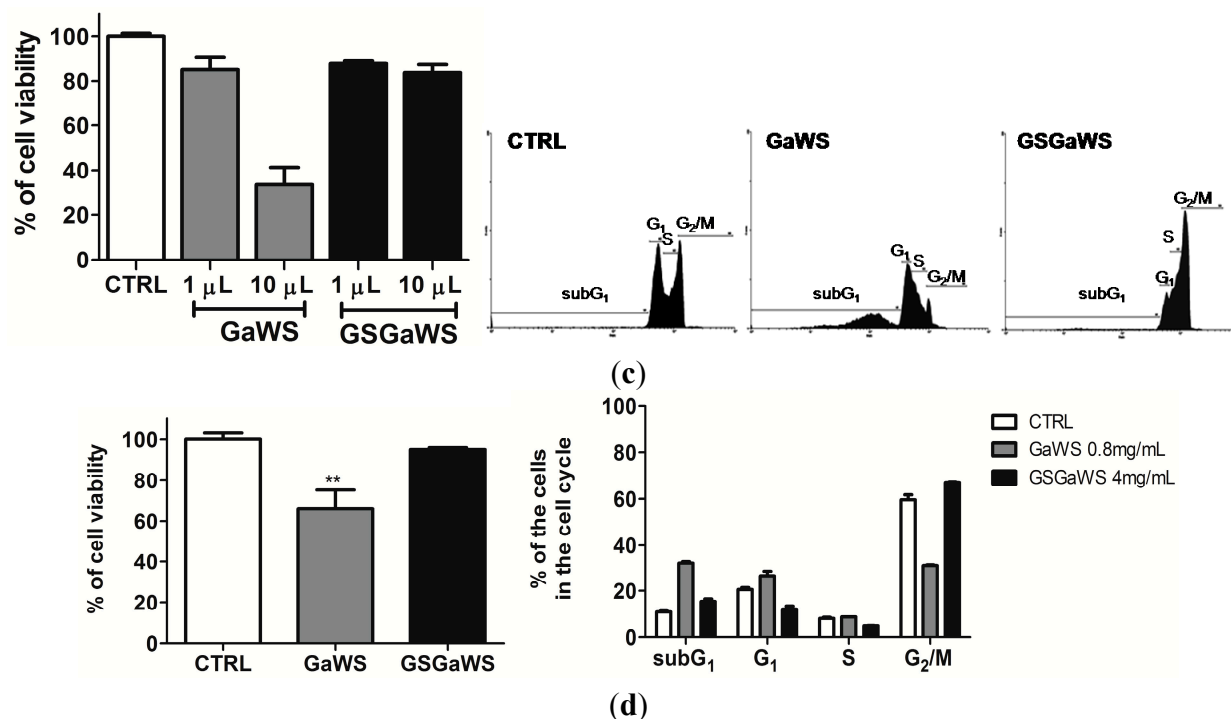 % of cell viability
100
80
60
40
20
0
CTRL
1 μL
10 μL
1 μL
10 μL
GaWS
GSGaWS
CTRL
G₁
S
G₂/M
subG₁
GaWS
G₁
S
G₂/M
subG₁
GSGaWS
G₂/M
S
G₁
subG₁
(c)
% of cell viability
100
80
60
40
20
0
**
CTRL
GaWS
GSGaWS
% of the cells
in the cell cycle
100
80
60
40
20
0
subG₁
G₁
S
G₂/M
CTRL
GaWS 0.8mg/mL
GSGaWS 4mg/mL
(d)